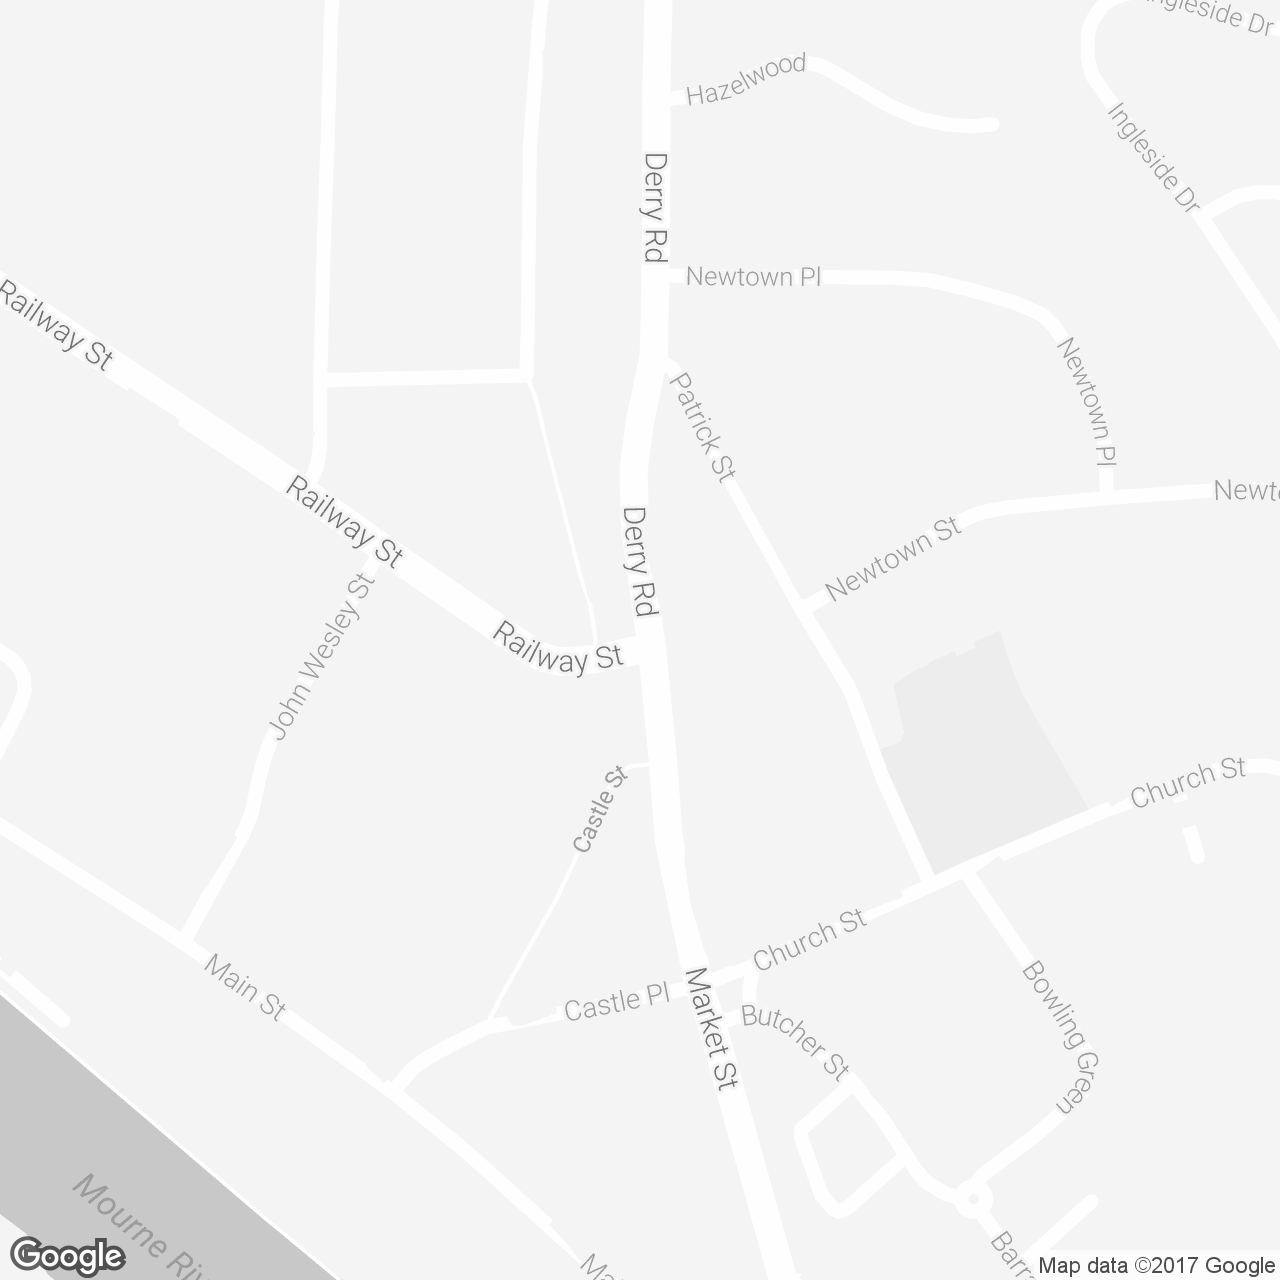 Ingleside Dr
Hazelwood
Ingleside Dr
Derry Rd
Newtown Pl
Railway St
Newtown Pl
Patrick St
Railway St
Derry Rd
Newtown St
John Wesley St
Railway St
Castle St
Church St
Church St
Main St
Castle Pl
Market St
Butcher St
Bowling Green
Mourne
Google
Map data ©2017 Google